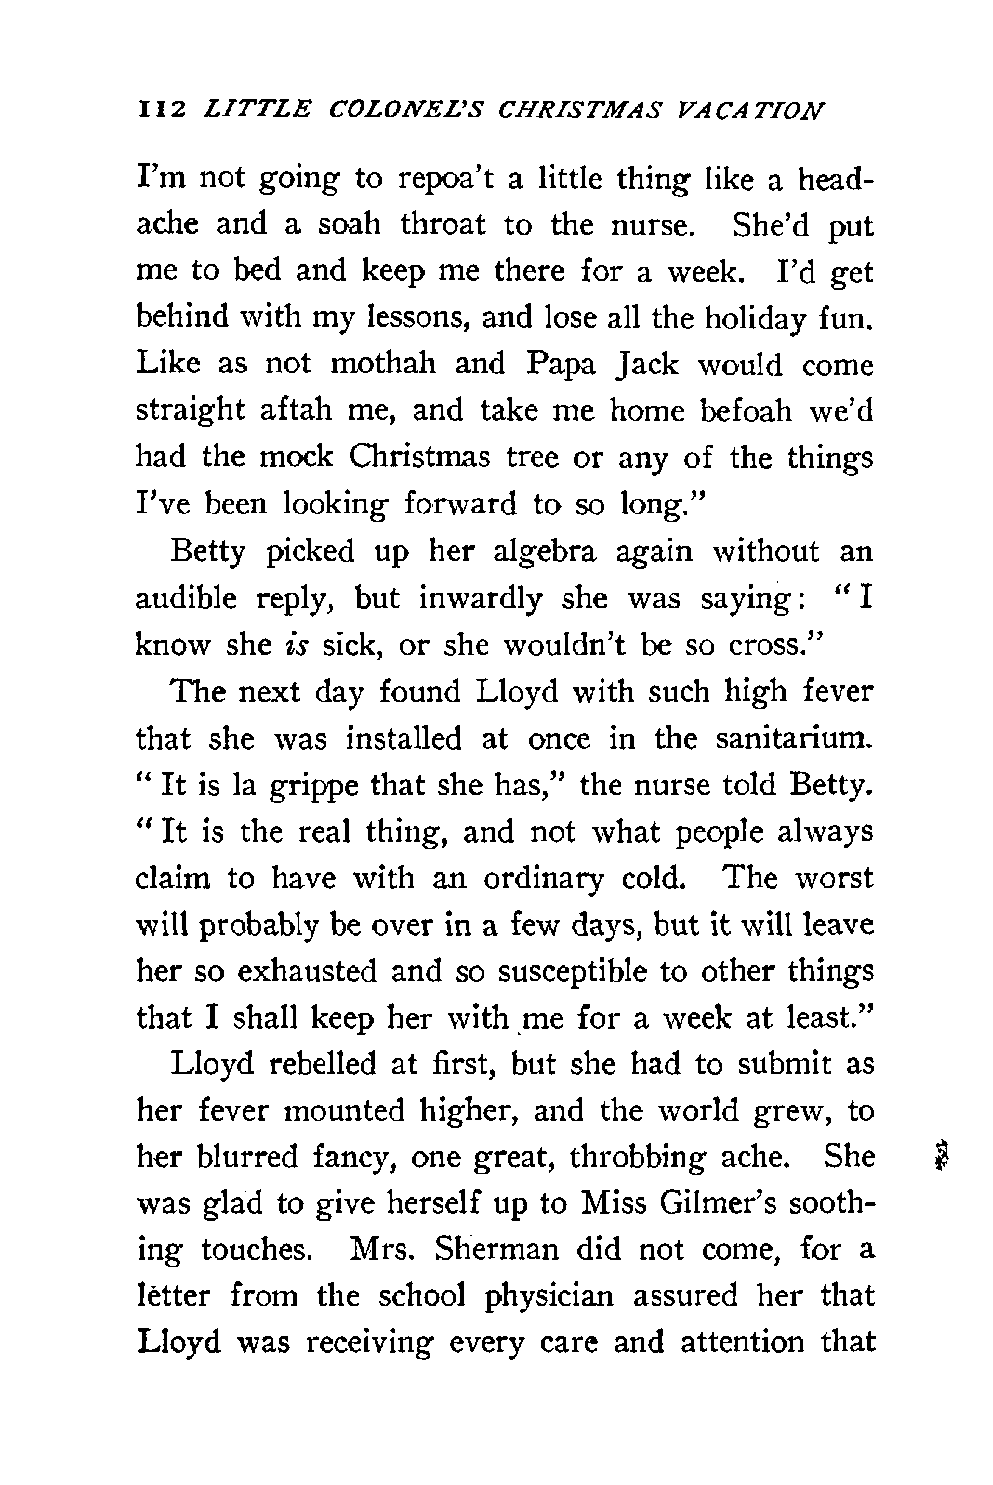 112 LITTLE COLONEL'S CHRISTMAS VACATION
I'm not going to repoa't a little thing like a head-
ache and a soah throat to the nurse. She'd put
me to bed and keep me there for a week. I'd get
behind with my lessons, and lose all the holiday fun.
Like as not mothah and Papa Jack would come
straight aftah me, and take me home befoah we'd
had the mock Christmas tree or any of the things
I've been looking forward to so long."
Betty picked up her algebra again without an
audible reply, but inwardly she was saying: "I
know she is sick, or she wouldn't be so cross."
The next day found Lloyd with such high fever
that she was installed at once in the sanitarium.
"It is la grippe that she has," the nurse told Betty.
"It is the real thing, and not what people always
claim to have with an ordinary cold. The worst
will probably be over in a few days, but it will leave
her so exhausted and so susceptible to other things
that I shall keep her with me for a week at least."
Lloyd rebelled at first, but she had to submit as
her fever mounted higher, and the world grew, to
her blurred fancy, one great, throbbing ache. She
was glad to give herself up to Miss Gilmer's sooth-
ing touches. Mrs. Sherman did not come, for a
letter from the school physician assured her that
Lloyd was receiving every care and attention that